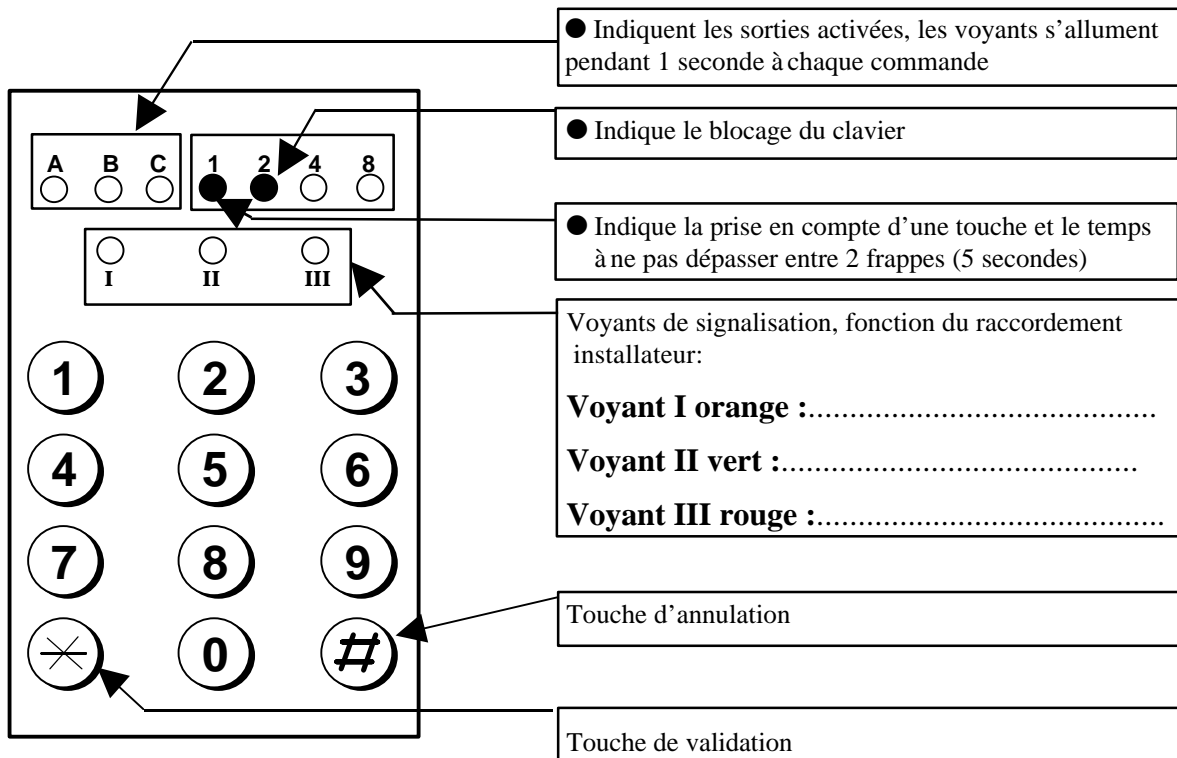 ● Indiquent les sorties activées, les voyants s'allument
pendant 1 seconde à chaque commande
● Indique le blocage du clavier
A B C 1 2 4 8
● Indique la prise en compte d'une touche et le temps
à ne pas dépasser entre 2 frappes (5 secondes)
I II III
Voyants de signalisation, fonction du raccordement
installateur:
Voyant I orange :..........................................
Voyant II vert :...........................................
Voyant III rouge :..........................................
1 2 3
4 5 6
7 8 9
* 0 #
Touche d'annulation
Touche de validation